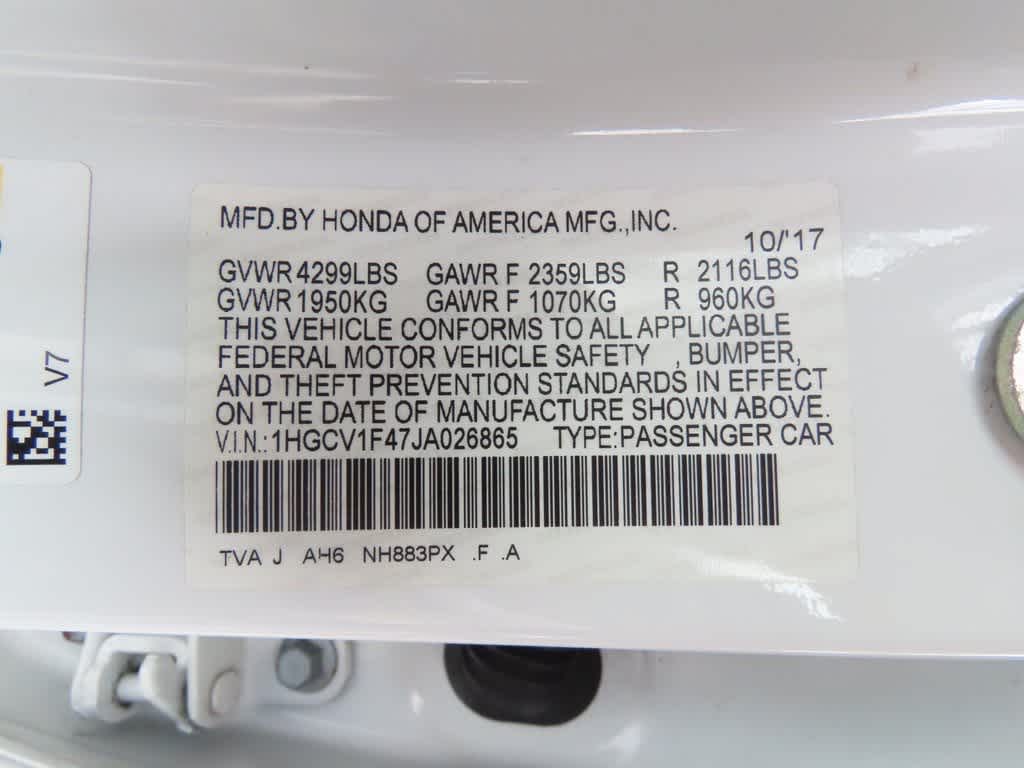 MFD.BY HONDA OF AMERICA MFG.,INC.
10/'17
GVWR 4299LBS GAWR F 2359LBS R 2116LBS
GVWR 1950KG GAWR F 1070KG R 960KG
THIS VEHICLE CONFORMS TO ALL APPLICABLE
FEDERAL MOTOR VEHICLE SAFETY , BUMPER,
AND THEFT PREVENTION STANDARDS IN EFFECT
ON THE DATE OF MANUFACTURE SHOWN ABOVE.
V.I.N.: 1HGCV1F47JA026865 TYPE:PASSENGER CAR
TVA J AH6 NH883PX .F .A
V7